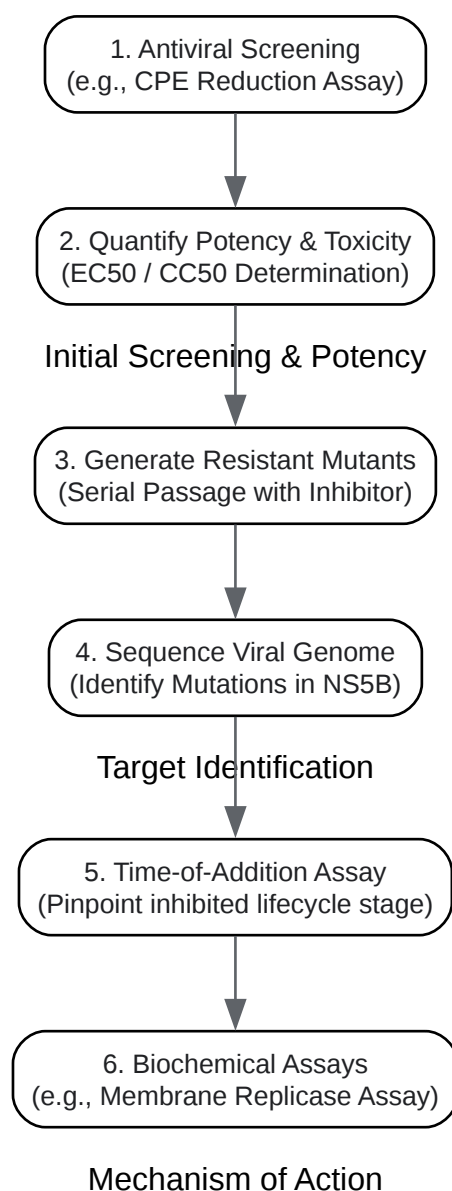 1. Antiviral Screening
(e.g., CPE Reduction Assay)
2. Quantify Potency & Toxicity
(EC50 / CC50 Determination)
Initial Screening & Potency
3. Generate Resistant Mutants
(Serial Passage with Inhibitor)
4. Sequence Viral Genome
(Identify Mutations in NS5B)
Target Identification
5. Time-of-Addition Assay
(Pinpoint inhibited lifecycle stage)
6. Biochemical Assays
(e.g., Membrane Replicase Assay)
Mechanism of Action